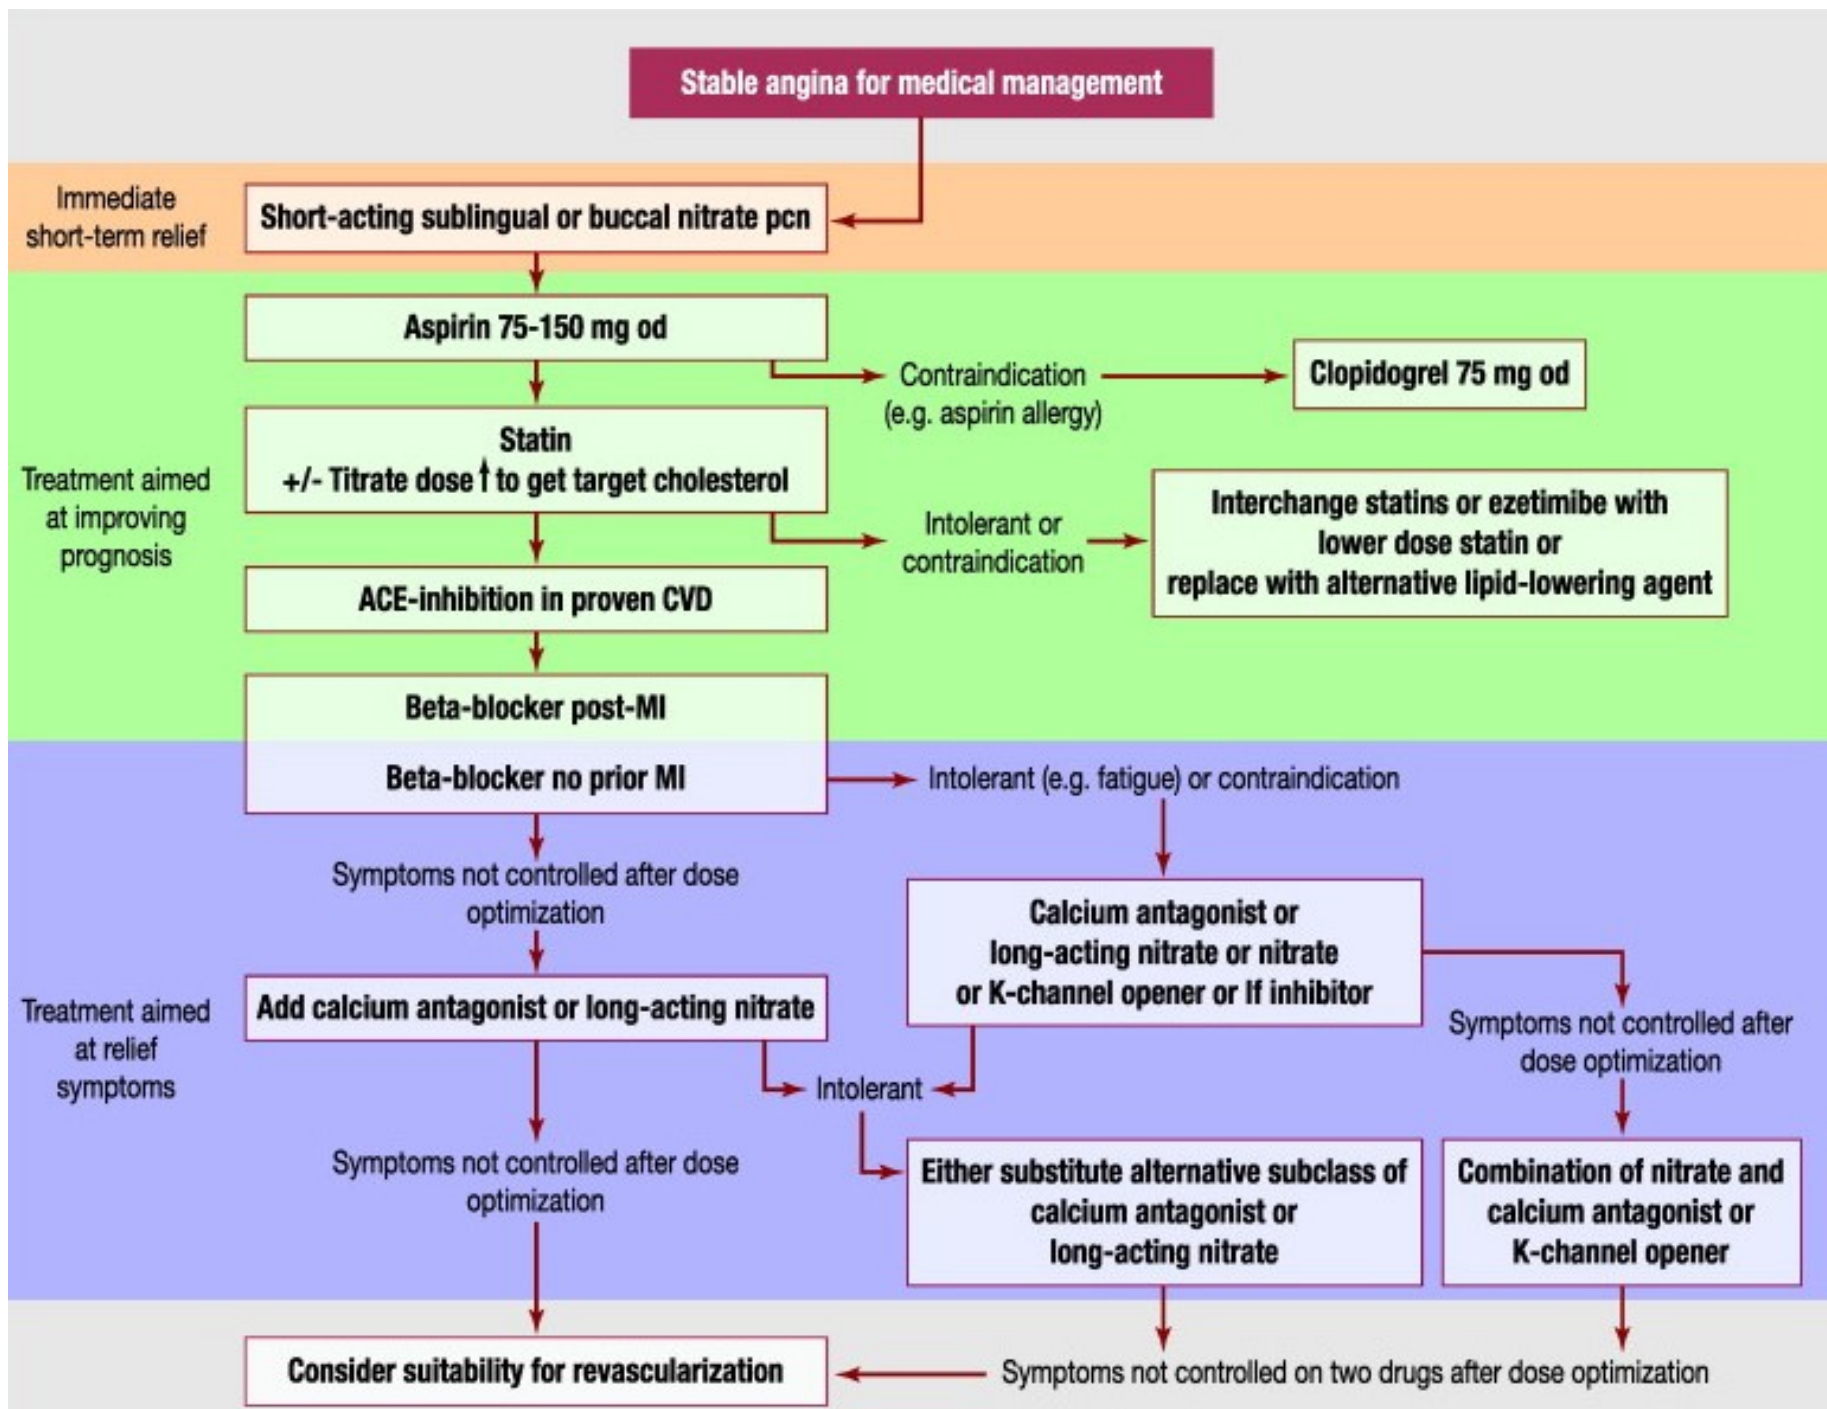 Stable angina for medical management
Immediate
short-term relief
Short-acting sublingual or buccal nitrate pcn
Aspirin 75-150 mg od
Contraindication
(e.g. aspirin allergy)
Clopidogrel 75 mg od
Treatment aimed
at improving
prognosis
Statin
+/- Titrate dose ↑ to get target cholesterol
Intolerant or
contraindication
Interchange statins or ezetimibe with
lower dose statin or
replace with alternative lipid-lowering agent
ACE-inhibition in proven CVD
Beta-blocker post-MI
Beta-blocker no prior MI
Intolerant (e.g. fatigue) or contraindication
Symptoms not controlled after dose
optimization
Calcium antagonist or
long-acting nitrate or nitrate
or K-channel opener or If inhibitor
Treatment aimed
at relief
symptoms
Add calcium antagonist or long-acting nitrate
Symptoms not controlled after
dose optimization
Intolerant
Symptoms not controlled after dose
optimization
Either substitute alternative subclass of
calcium antagonist or
long-acting nitrate
Combination of nitrate and
calcium antagonist or
K-channel opener
Consider suitability for revascularization
Symptoms not controlled on two drugs after dose optimization